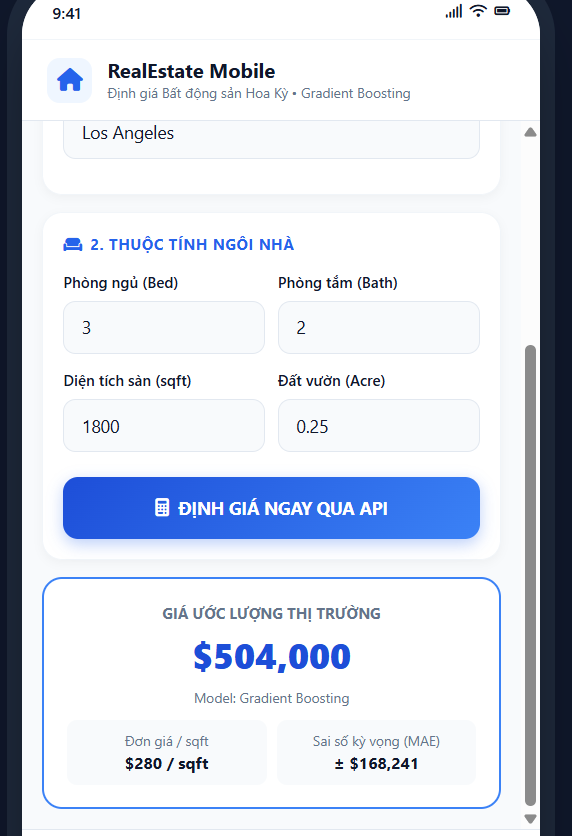 9:41
RealEstate Mobile
Định giá Bất động sản Hoa Kỳ • Gradient Boosting
Los Angeles
2. THUỘC TÍNH NGÔI NHÀ
Phòng ngủ (Bed)
Phòng tắm (Bath)
3
2
Diện tích sàn (sqft)
Đất vườn (Acre)
1800
0.25
ĐỊNH GIÁ NGAY QUA API
GIÁ ƯỚC LƯỢNG THỊ TRƯỜNG
$504,000
Model: Gradient Boosting
Đơn giá / sqft
$280 / sqft
Sai số kỳ vọng (MAE)
± $168,241